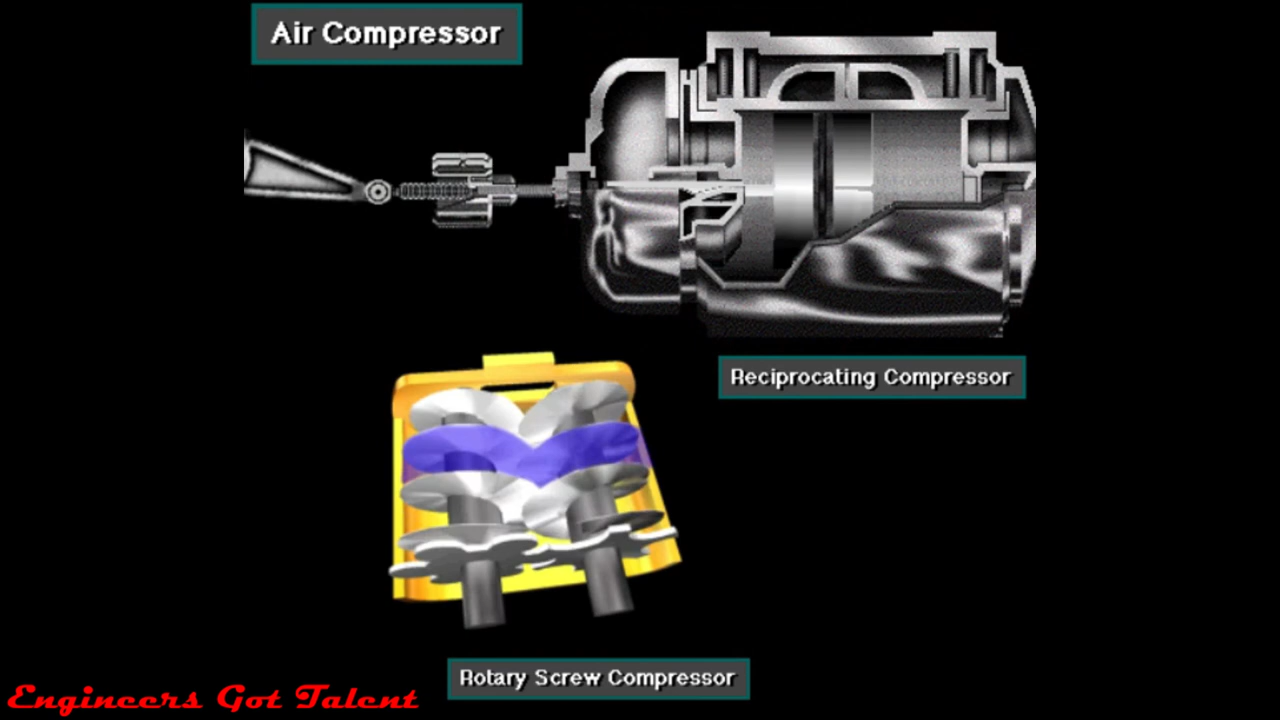 Air Compressor
Reciprocating Compressor
Rotary Screw Compressor
Engineers Got Talent